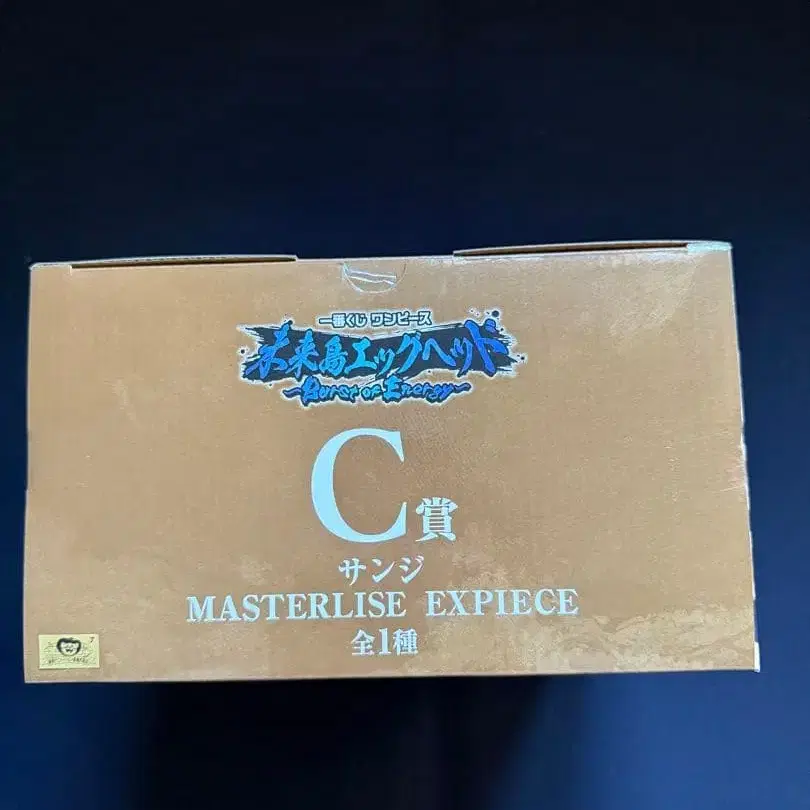 一番くじ ワンピース
未来島エッグヘッド
～Burst of Energy～
C賞
サンジ
MASTERLISE EXPIECE
全1種